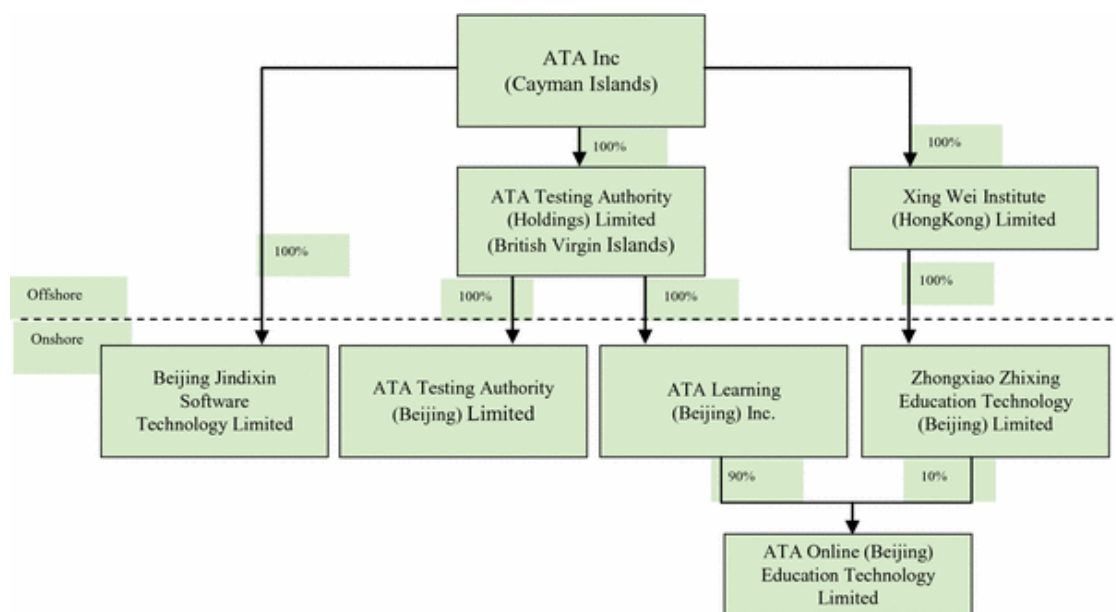 ATA Inc
(Cayman Islands)
100%
100%
ATA Testing Authority
(Holdings) Limited
(British Virgin Islands)
Xing Wei Institute
(HongKong) Limited
100%
100%
100%
100%
Offshore
Onshore
Beijing Jindixin
Software
Technology Limited
ATA Testing Authority
(Beijing) Limited
ATA Learning
(Beijing) Inc.
Zhongxiao Zhixing
Education Technology
(Beijing) Limited
90%
10%
ATA Online (Beijing)
Education Technology
Limited